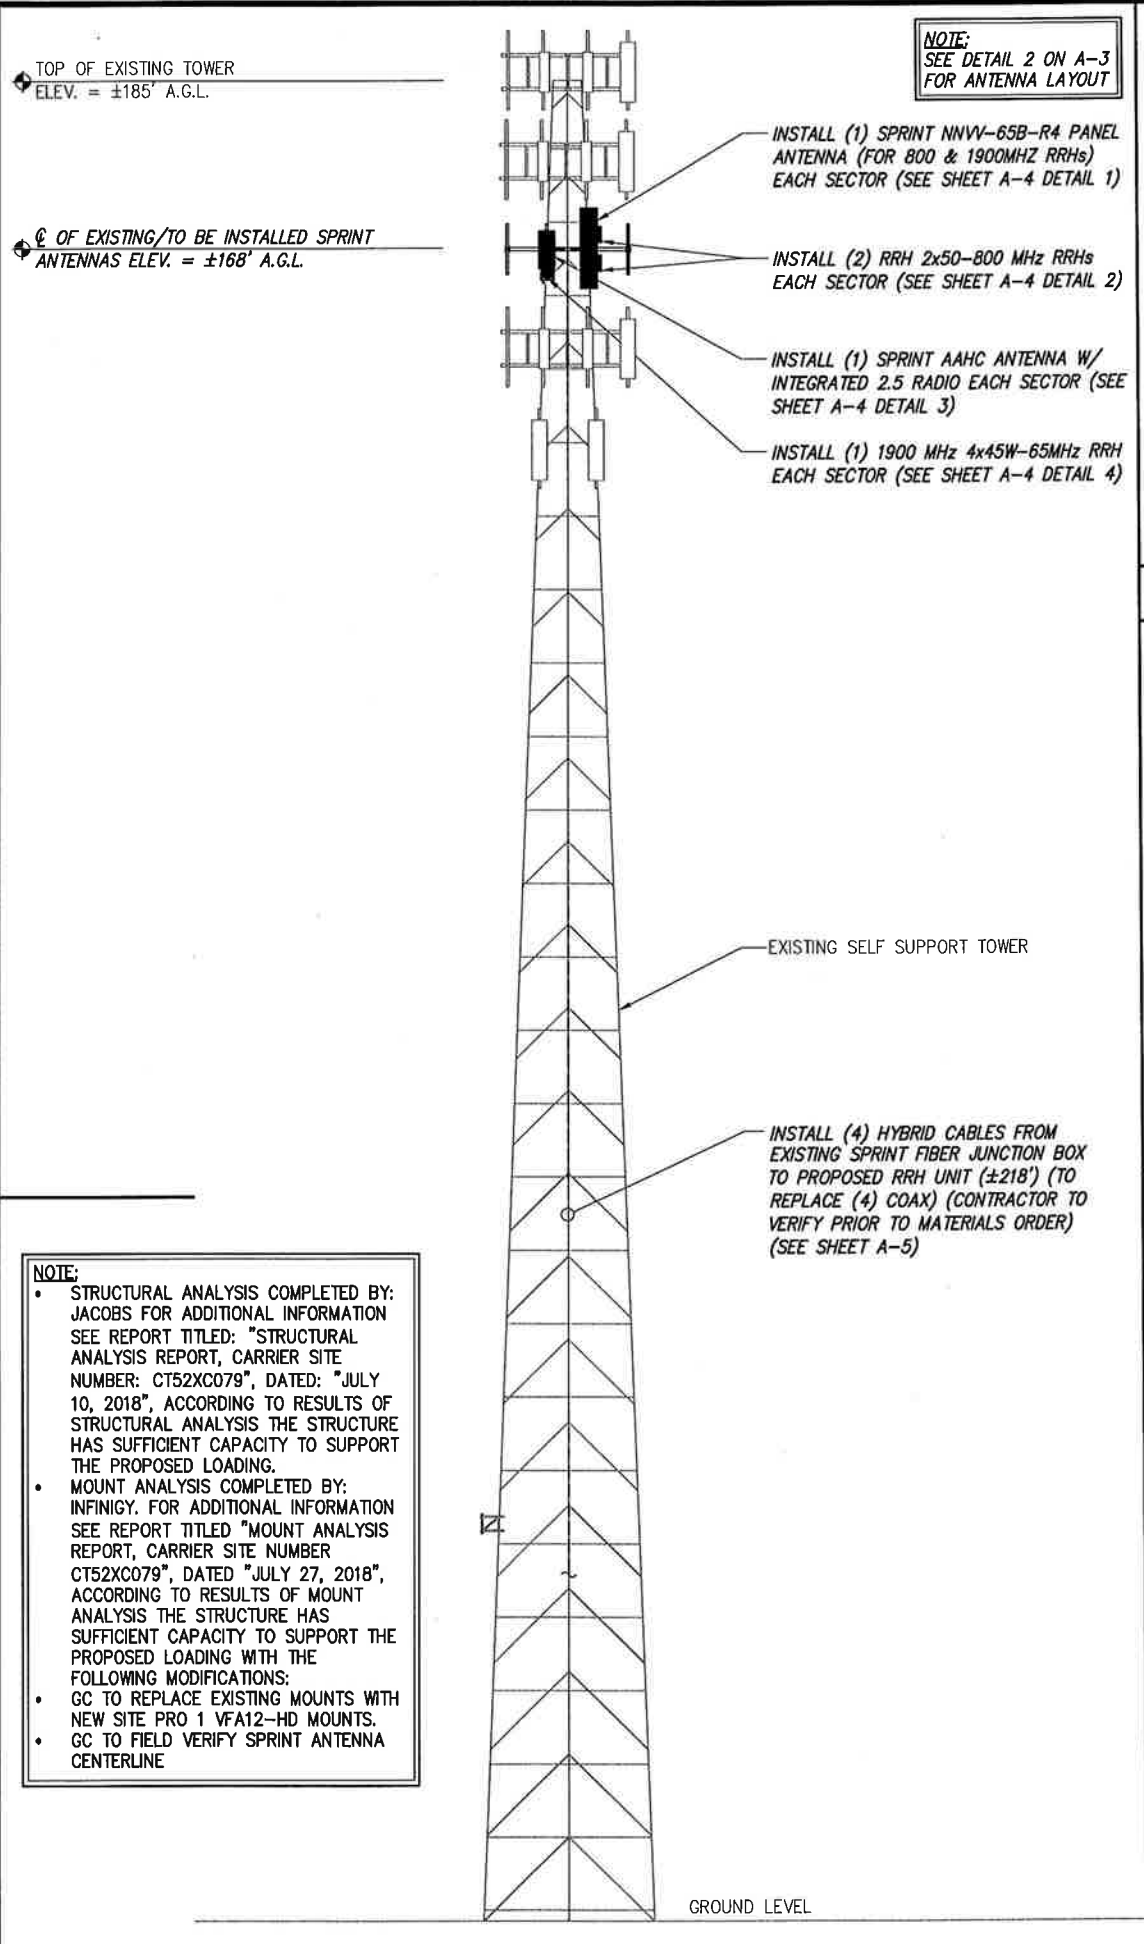 TOP OF EXISTING TOWER
ELEV. = ±185' A.G.L.
NOTE:
SEE DETAIL 2 ON A-3
FOR ANTENNA LAYOUT
INSTALL (1) SPRINT NNVV-65B-R4 PANEL
ANTENNA (FOR 800 & 1900MHZ RRHs)
EACH SECTOR (SEE SHEET A-4 DETAIL 1)
℄ OF EXISTING/TO BE INSTALLED SPRINT
ANTENNAS ELEV. = ±168' A.G.L.
INSTALL (2) RRH 2x50-800 MHz RRHs
EACH SECTOR (SEE SHEET A-4 DETAIL 2)
INSTALL (1) SPRINT AAHC ANTENNA W/
INTEGRATED 2.5 RADIO EACH SECTOR (SEE
SHEET A-4 DETAIL 3)
INSTALL (1) 1900 MHz 4x45W-65MHz RRH
EACH SECTOR (SEE SHEET A-4 DETAIL 4)
EXISTING SELF SUPPORT TOWER
INSTALL (4) HYBRID CABLES FROM
EXISTING SPRINT FIBER JUNCTION BOX
TO PROPOSED RRH UNIT (±218') (TO
REPLACE (4) COAX) (CONTRACTOR TO
VERIFY PRIOR TO MATERIALS ORDER)
(SEE SHEET A-5)
NOTE:
• STRUCTURAL ANALYSIS COMPLETED BY:
JACOBS FOR ADDITIONAL INFORMATION
SEE REPORT TITLED: "STRUCTURAL
ANALYSIS REPORT, CARRIER SITE
NUMBER: CT52XC079", DATED: "JULY
10, 2018", ACCORDING TO RESULTS OF
STRUCTURAL ANALYSIS THE STRUCTURE
HAS SUFFICIENT CAPACITY TO SUPPORT
THE PROPOSED LOADING.
• MOUNT ANALYSIS COMPLETED BY:
INFINIGY. FOR ADDITIONAL INFORMATION
SEE REPORT TITLED "MOUNT ANALYSIS
REPORT, CARRIER SITE NUMBER
CT52XC079", DATED "JULY 27, 2018",
ACCORDING TO RESULTS OF MOUNT
ANALYSIS THE STRUCTURE HAS
SUFFICIENT CAPACITY TO SUPPORT THE
PROPOSED LOADING WITH THE
FOLLOWING MODIFICATIONS:
• GC TO REPLACE EXISTING MOUNTS WITH
NEW SITE PRO 1 VFA12-HD MOUNTS.
• GC TO FIELD VERIFY SPRINT ANTENNA
CENTERLINE
GROUND LEVEL